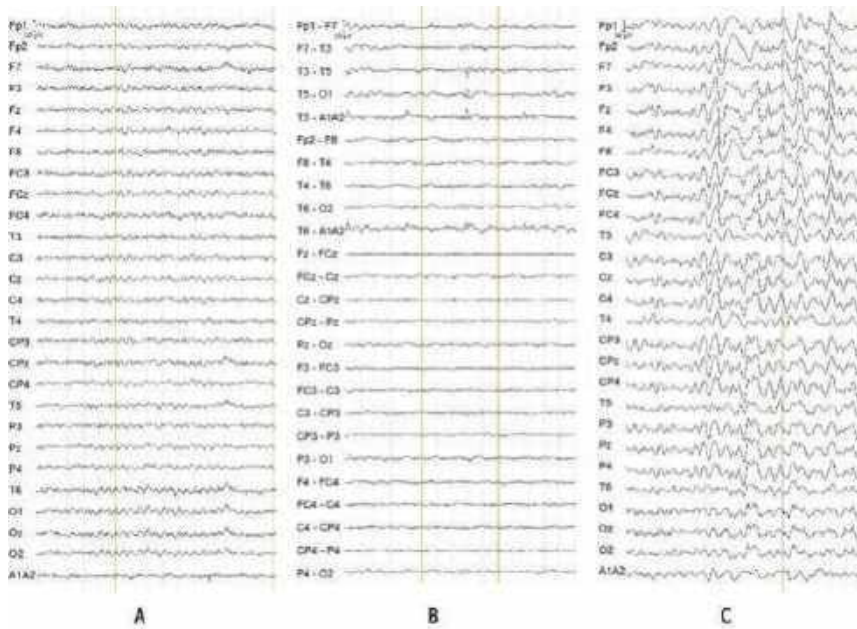 Fp1
Fp2
F7
F3
Fz
F4
F8
FC3
FCz
FC4
T3
C3
Cz
C4
T4
CP3
CPz
CP4
T5
P3
Pz
P4
T6
O1
Oz
O2
A1A2
A
Fp1 - F7
F7 - T3
T3 - T5
T5 - O1
T3 - A1A2
Fp2 - F8
F8 - T4
T4 - T6
T6 - O2
T6 - A1A2
Fz - FCz
FCz - Cz
Cz - CPz
CPz - Pz
Pz - Oz
F3 - FC3
FC3 - C3
C3 - CP3
CP3 - P3
P3 - O1
F4 - FC4
FC4 - C4
C4 - CP4
CP4 - P4
P4 - O2
B
Fp1
Fp2
F7
F3
Fz
F4
F8
FC3
FCz
FC4
T3
C3
Cz
C4
T4
CP3
CPz
CP4
T5
P3
Pz
P4
T6
O1
Oz
O2
A1A2
C